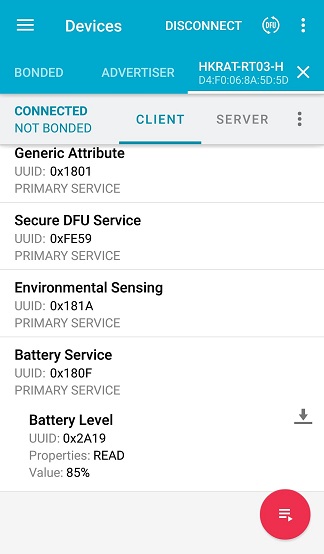 Devices
DISCONNECT
DFU
BONDED
ADVERTISER
HKRAT-RT03-H
D4:F0:06:8A:5D:5D
CONNECTED
NOT BONDED
CLIENT
SERVER
Generic Attribute
UUID: 0x1801
PRIMARY SERVICE
Secure DFU Service
UUID: 0xFE59
PRIMARY SERVICE
Environmental Sensing
UUID: 0x181A
PRIMARY SERVICE
Battery Service
UUID: 0x180F
PRIMARY SERVICE
Battery Level
UUID: 0x2A19
Properties: READ
Value: 85%